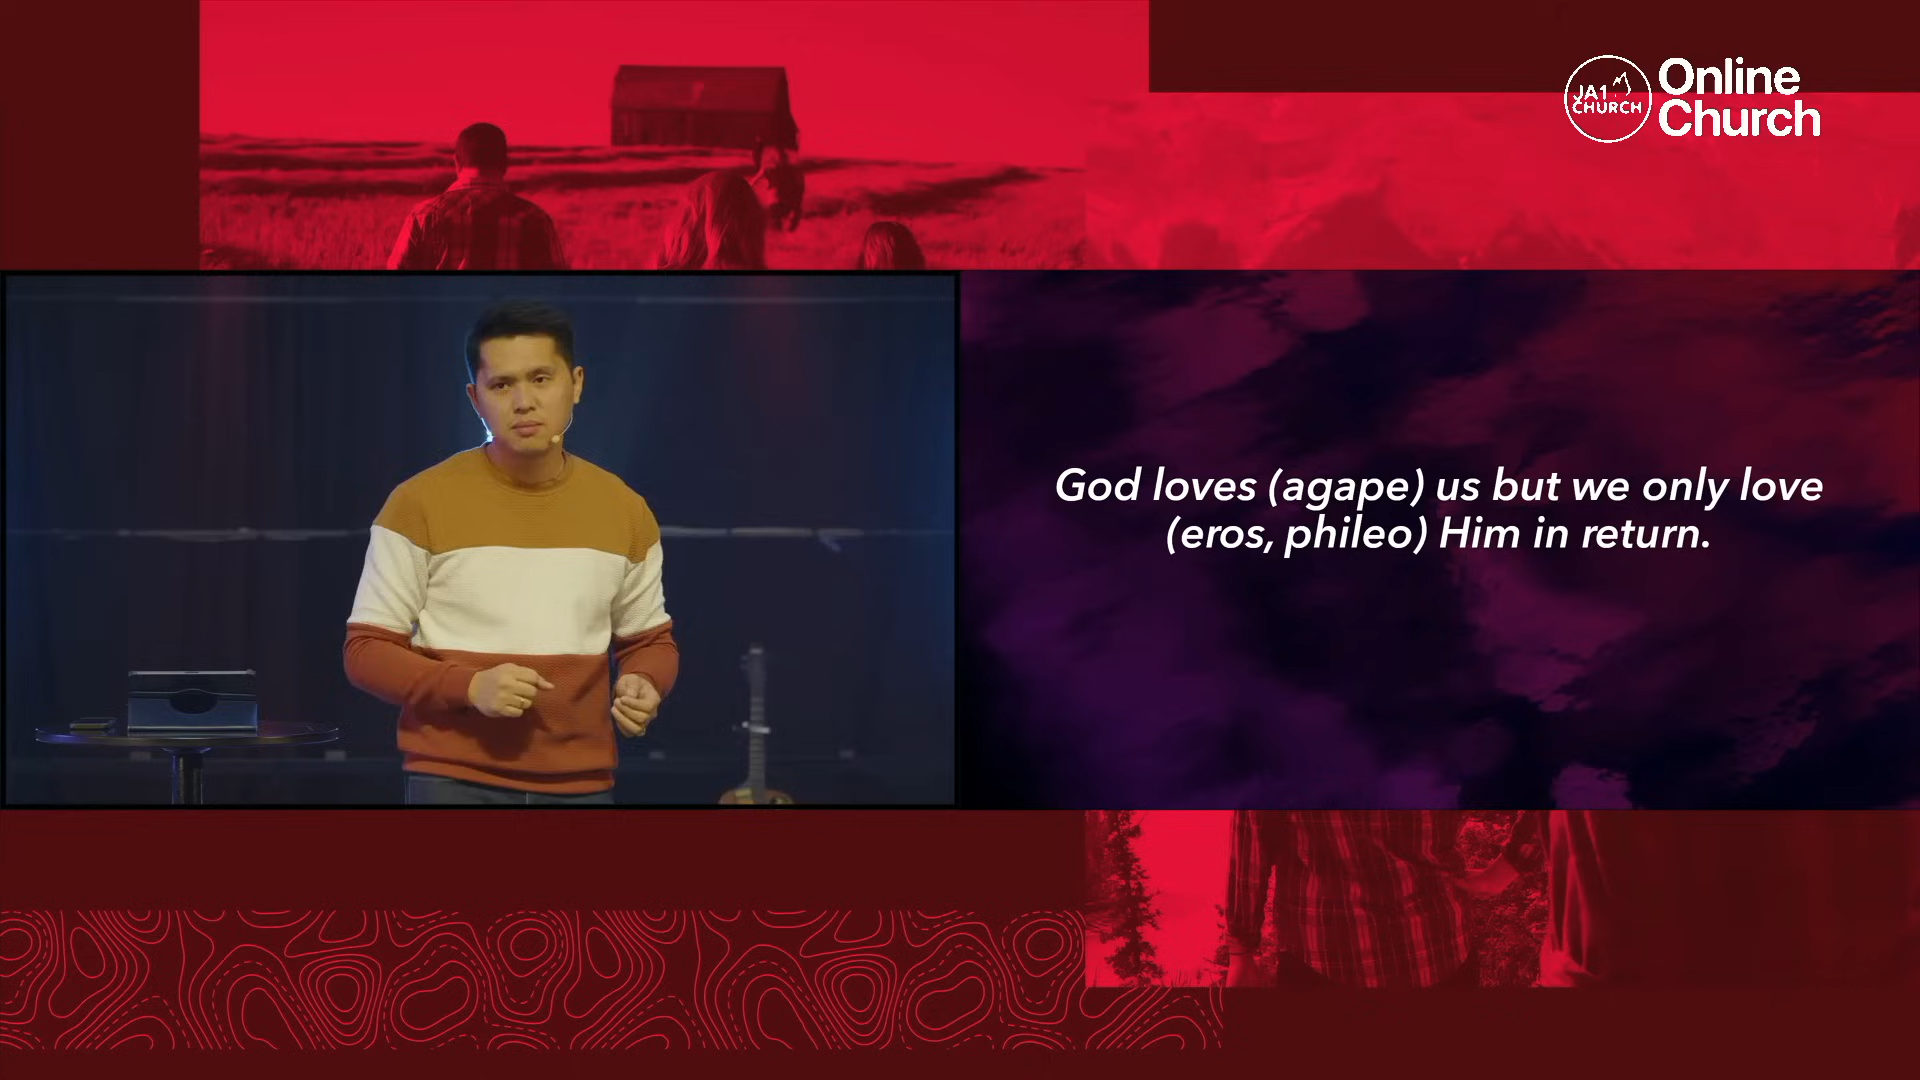 JA1
CHURCH
Online
Church
God loves (agape) us but we only love
(eros, phileo) Him in return.